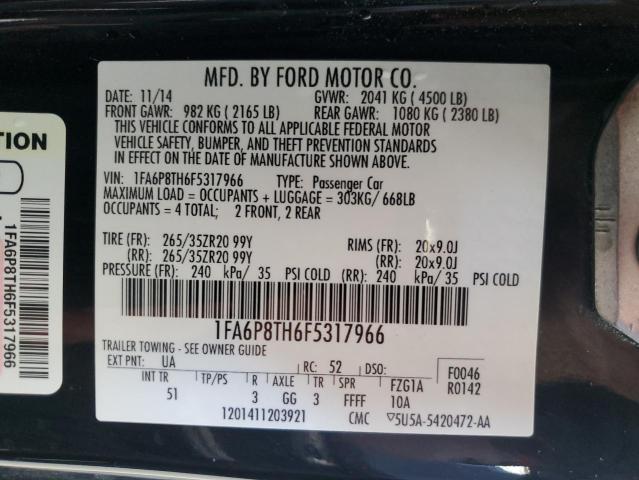 MFD. BY FORD MOTOR CO.
DATE: 11/14 GVWR: 2041 KG ( 4500 LB)
FRONT GAWR: 982 KG ( 2165 LB) REAR GAWR: 1080 KG ( 2380 LB)
THIS VEHICLE CONFORMS TO ALL APPLICABLE FEDERAL MOTOR
VEHICLE SAFETY, BUMPER, AND THEFT PREVENTION STANDARDS
IN EFFECT ON THE DATE OF MANUFACTURE SHOWN ABOVE.
VIN: 1FA6P8TH6F5317966 TYPE: Passenger Car
MAXIMUM LOAD = OCCUPANTS + LUGGAGE = 303KG/ 668LB
OCCUPANTS = 4 TOTAL; 2 FRONT, 2 REAR
TIRE (FR): 265/35ZR20 99Y RIMS (FR): 20x9.0J
(RR): 265/35ZR20 99Y (RR): 20x9.0J
PRESSURE (FR): 240 kPa/ 35 PSI COLD (RR): 240 kPa/ 35 PSI COLD
1FA6P8TH6F5317966
TRAILER TOWING - SEE OWNER GUIDE
EXT PNT: UA RC: 52 DSO: F0046
INT TR TP/PS R AXLE TR SPR FZG1A R0142
51 3 GG 3 FFFF 10A
1201411203921 CMC ▽5U5A-5420472-AA
TION
1FA6P8TH6F5317966